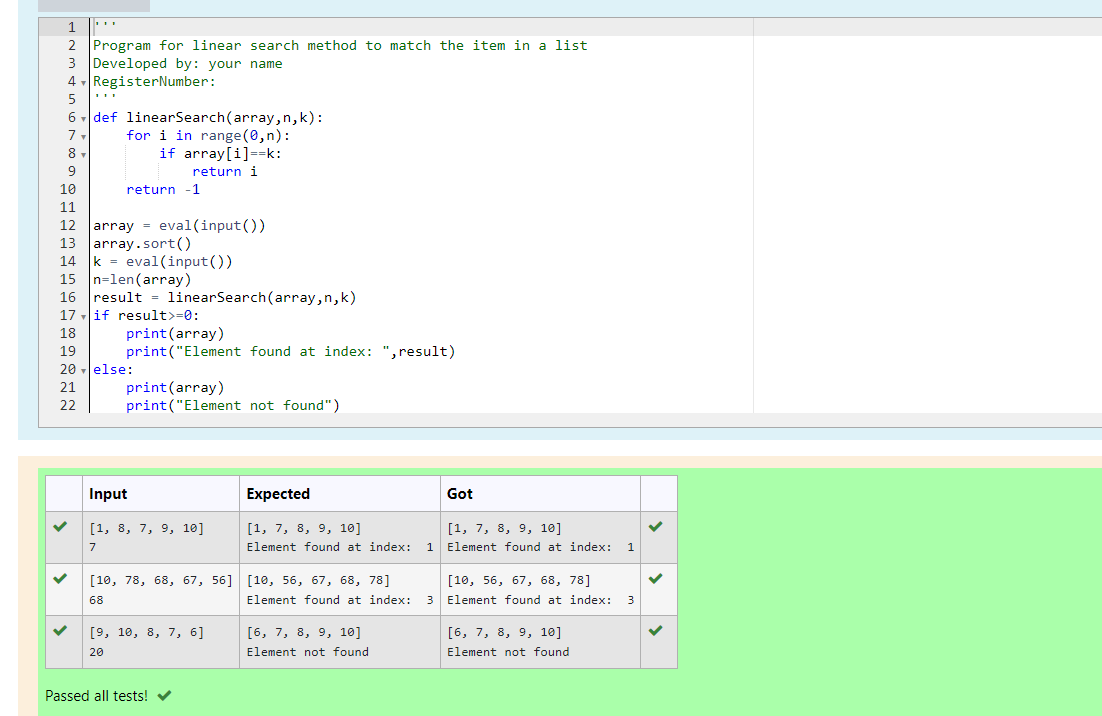 1 '''
2 Program for linear search method to match the item in a list
3 Developed by: your name
4 RegisterNumber:
5 '''
6 def linearSearch(array,n,k):
7     for i in range(0,n):
8         if array[i]==k:
9             return i
10     return -1
11
12 array = eval(input())
13 array.sort()
14 k = eval(input())
15 n=len(array)
16 result = linearSearch(array,n,k)
17 if result>=0:
18     print(array)
19     print("Element found at index: ",result)
20 else:
21     print(array)
22     print("Element not found")
Input Expected Got
[1, 8, 7, 9, 10] [1, 7, 8, 9, 10] [1, 7, 8, 9, 10]
7 Element found at index:  1 Element found at index:  1
[10, 78, 68, 67, 56] [10, 56, 67, 68, 78] [10, 56, 67, 68, 78]
68 Element found at index:  3 Element found at index:  3
[9, 10, 8, 7, 6] [6, 7, 8, 9, 10] [6, 7, 8, 9, 10]
20 Element not found Element not found
Passed all tests!